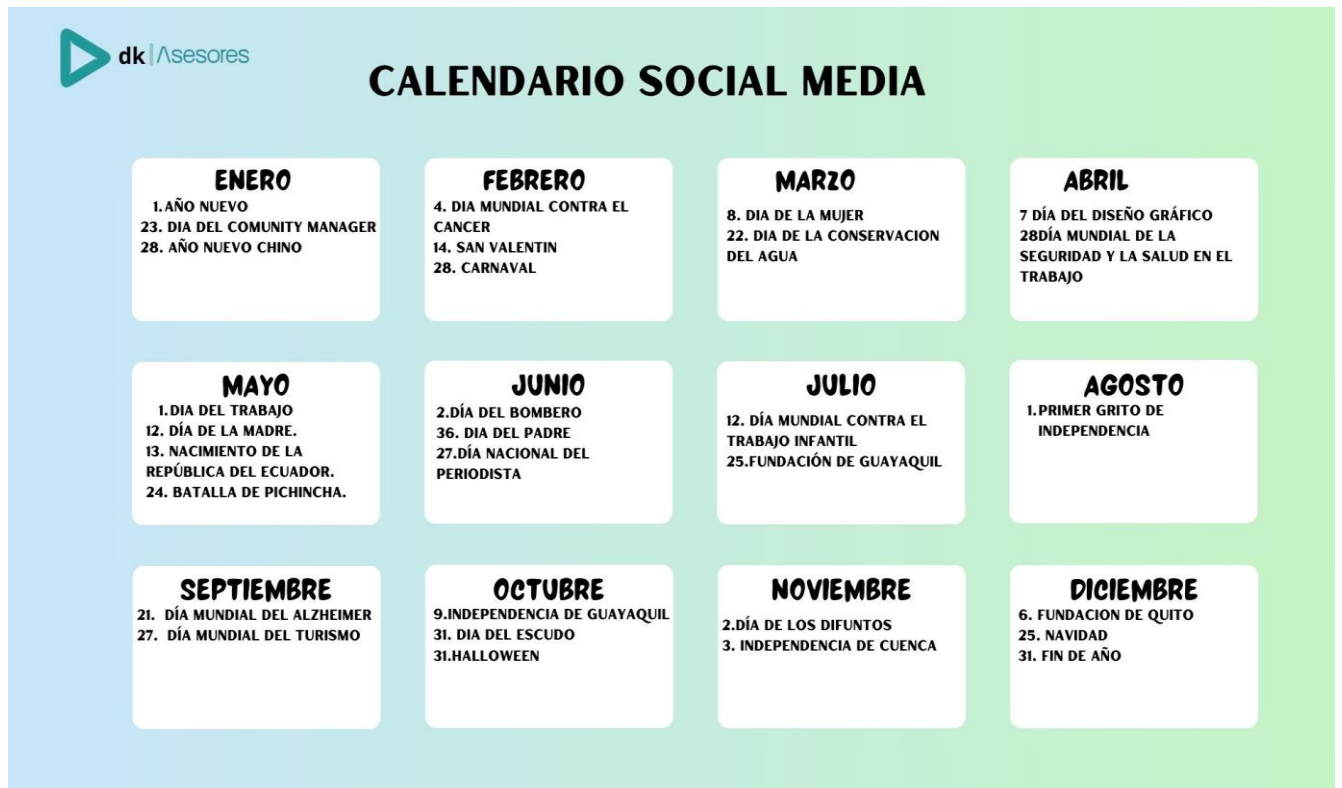 dk | Asesores
CALENDARIO SOCIAL MEDIA
ENERO
1. AÑO NUEVO
23. DIA DEL COMUNITY MANAGER
28. AÑO NUEVO CHINO
FEBRERO
4. DIA MUNDIAL CONTRA EL
CANCER
14. SAN VALENTIN
28. CARNAVAL
MARZO
8. DIA DE LA MUJER
22. DIA DE LA CONSERVACION
DEL AGUA
ABRIL
7 DÍA DEL DISEÑO GRÁFICO
28DÍA MUNDIAL DE LA
SEGURIDAD Y LA SALUD EN EL
TRABAJO
MAYO
1. DIA DEL TRABAJO
12. DÍA DE LA MADRE.
13. NACIMIENTO DE LA
REPÚBLICA DEL ECUADOR.
24. BATALLA DE PICHINCHA.
JUNIO
2.DÍA DEL BOMBERO
36. DIA DEL PADRE
27.DÍA NACIONAL DEL
PERIODISTA
JULIO
12. DÍA MUNDIAL CONTRA EL
TRABAJO INFANTIL
25.FUNDACIÓN DE GUAYAQUIL
AGOSTO
1. PRIMER GRITO DE
INDEPENDENCIA
SEPTIEMBRE
21. DÍA MUNDIAL DEL ALZHEIMER
27. DÍA MUNDIAL DEL TURISMO
OCTUBRE
9.INDEPENDENCIA DE GUAYAQUIL
31. DIA DEL ESCUDO
31.HALLOWEEN
NOVIEMBRE
2.DÍA DE LOS DIFUNTOS
3. INDEPENDENCIA DE CUENCA
DICIEMBRE
6. FUNDACION DE QUITO
25. NAVIDAD
31. FIN DE AÑO